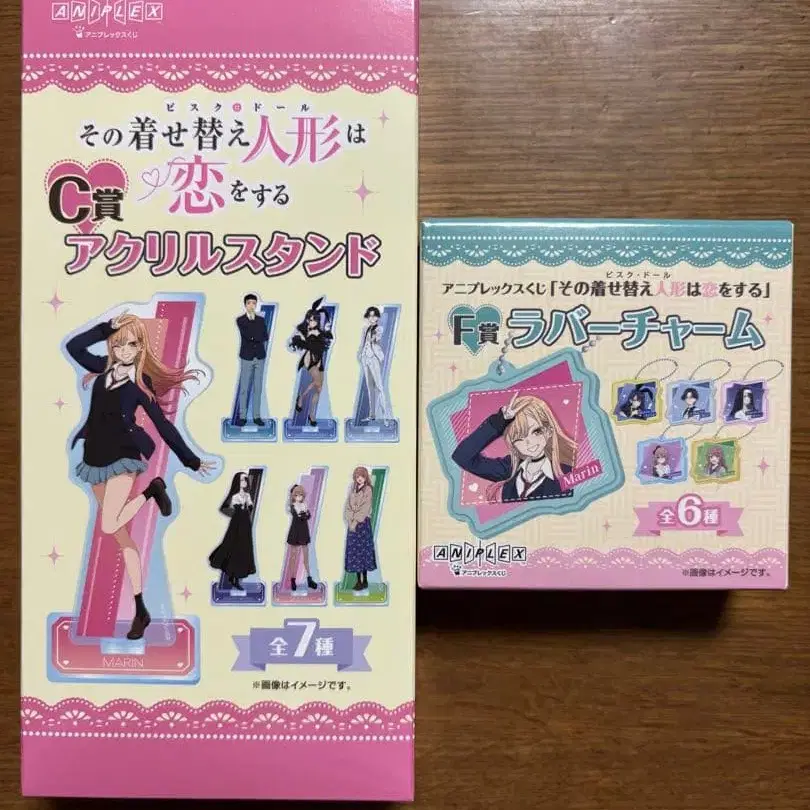 ANIPLEX
アニプレックスくじ
ビスク・ドール
その着せ替え人形は
恋をする
C賞
アクリルスタンド
MARIN
全7種
※画像はイメージです。
ANIPLEX
ビスク・ドール
アニプレックスくじ「その着せ替え人形は恋をする」
F賞 ラバーチャーム
Marin
全6種
ANIPLEX
アニプレックスくじ
※画像はイメージです。